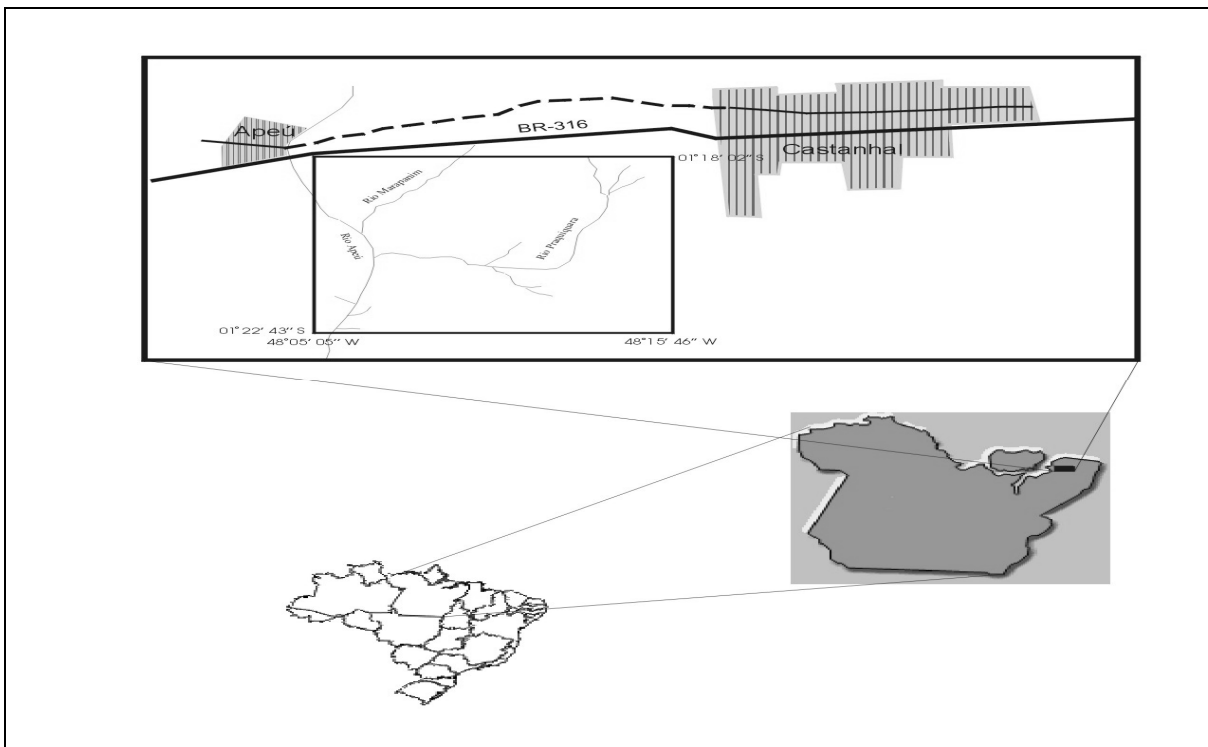 Apeú
BR-316
Castanhal
01° 18′ 02″ S
Rio Marapanim
Rio Apeú
Rio Praquiquara
01° 22′ 43″ S
48° 05′ 05″ W
48° 15′ 46″ W